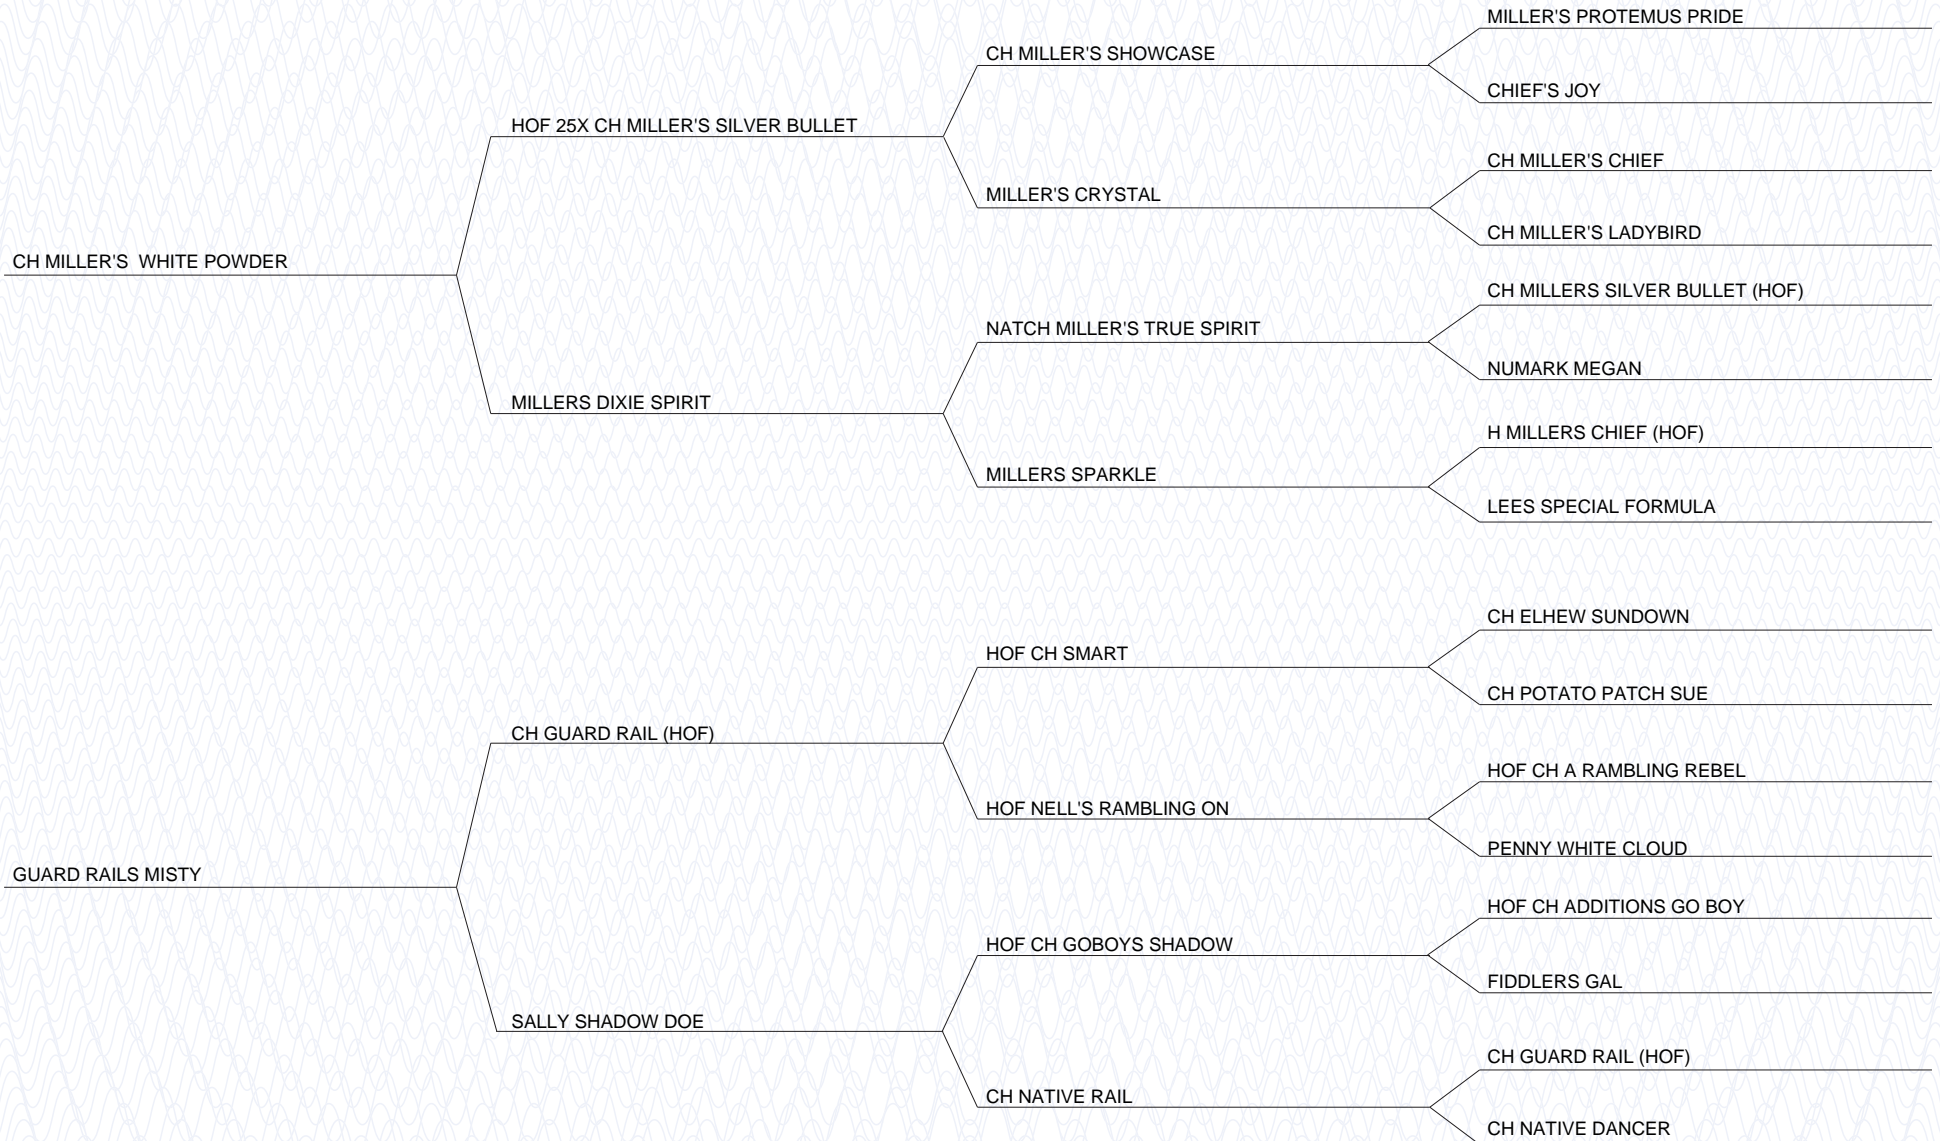 MILLER'S PROTEMUS PRIDE
CH MILLER'S SHOWCASE
CHIEF'S JOY
HOF 25X CH MILLER'S SILVER BULLET
CH MILLER'S CHIEF
MILLER'S CRYSTAL
CH MILLER'S LADYBIRD
CH MILLER'S  WHITE POWDER
CH MILLERS SILVER BULLET (HOF)
NATCH MILLER'S TRUE SPIRIT
NUMARK MEGAN
MILLERS DIXIE SPIRIT
H MILLERS CHIEF (HOF)
MILLERS SPARKLE
LEES SPECIAL FORMULA
CH ELHEW SUNDOWN
HOF CH SMART
CH POTATO PATCH SUE
CH GUARD RAIL (HOF)
HOF CH A RAMBLING REBEL
HOF NELL'S RAMBLING ON
PENNY WHITE CLOUD
GUARD RAILS MISTY
HOF CH ADDITIONS GO BOY
HOF CH GOBOYS SHADOW
FIDDLERS GAL
SALLY SHADOW DOE
CH GUARD RAIL (HOF)
CH NATIVE RAIL
CH NATIVE DANCER